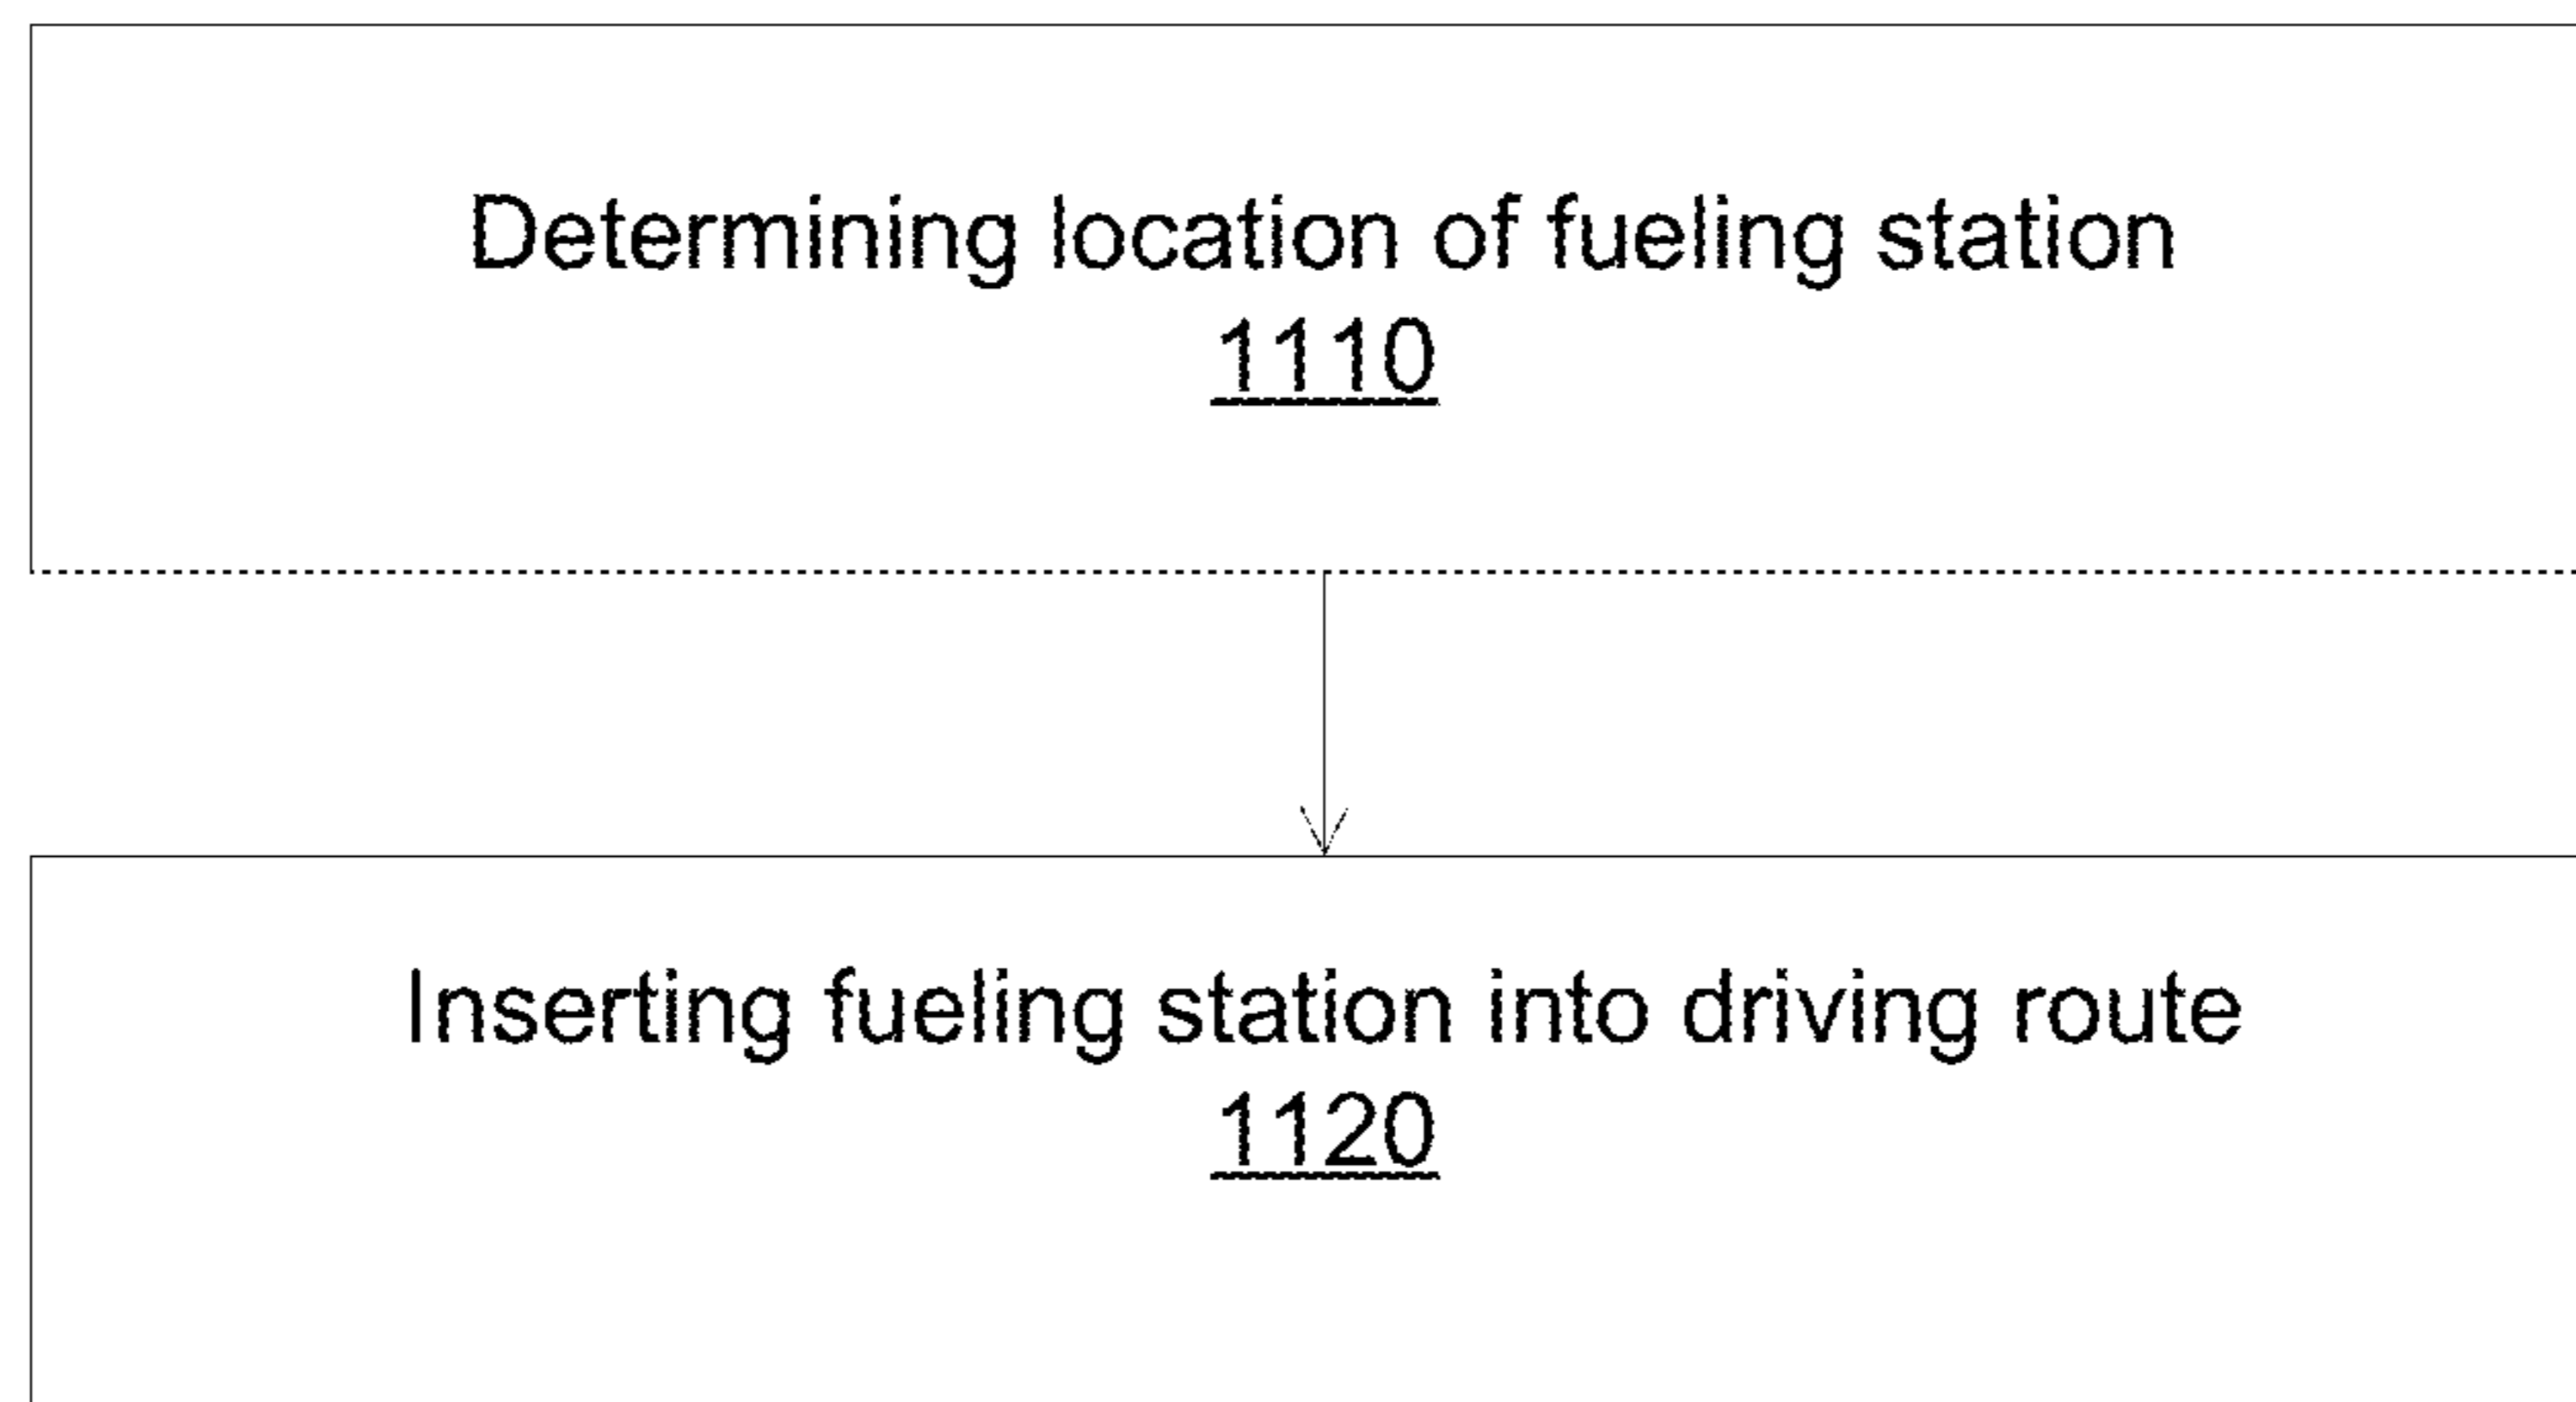 Determining location of fueling station
1110
Inserting fueling station into driving route
1120